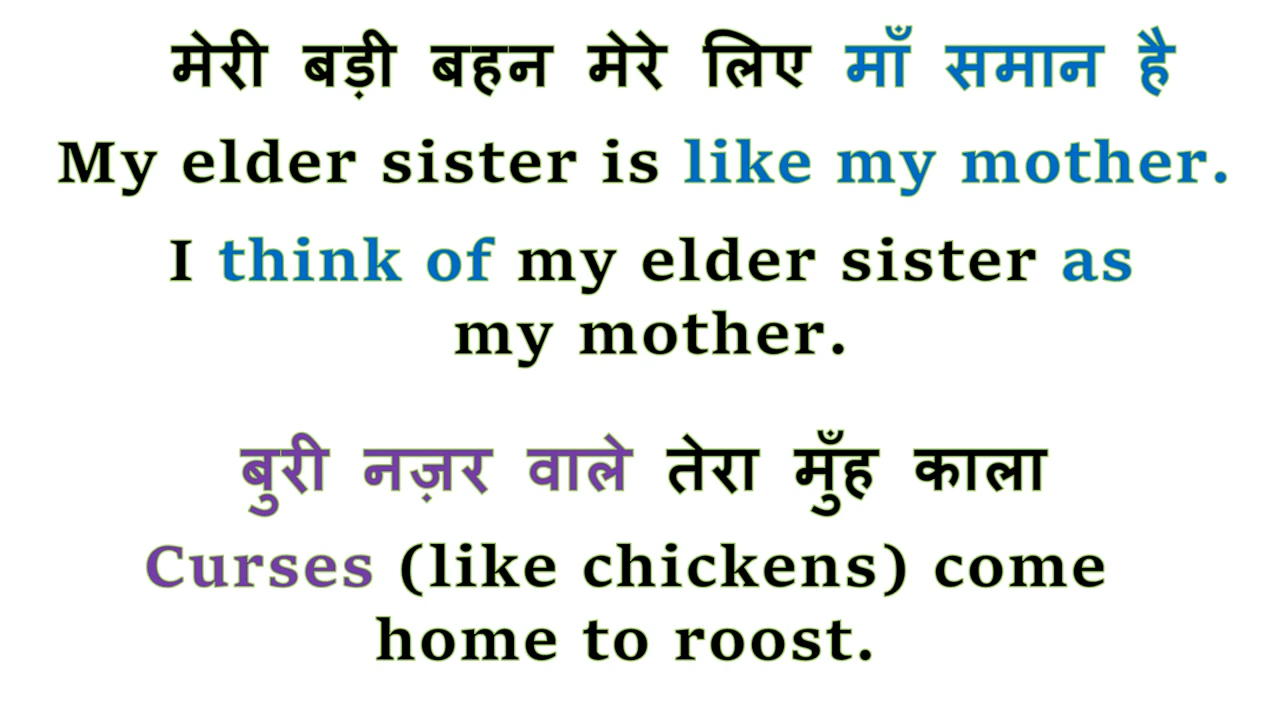 मेरी बड़ी बहन मेरे लिए माँ समान है
My elder sister is like my mother.
I think of my elder sister as
my mother.
बुरी नज़र वाले तेरा मुँह काला
Curses (like chickens) come
home to roost.